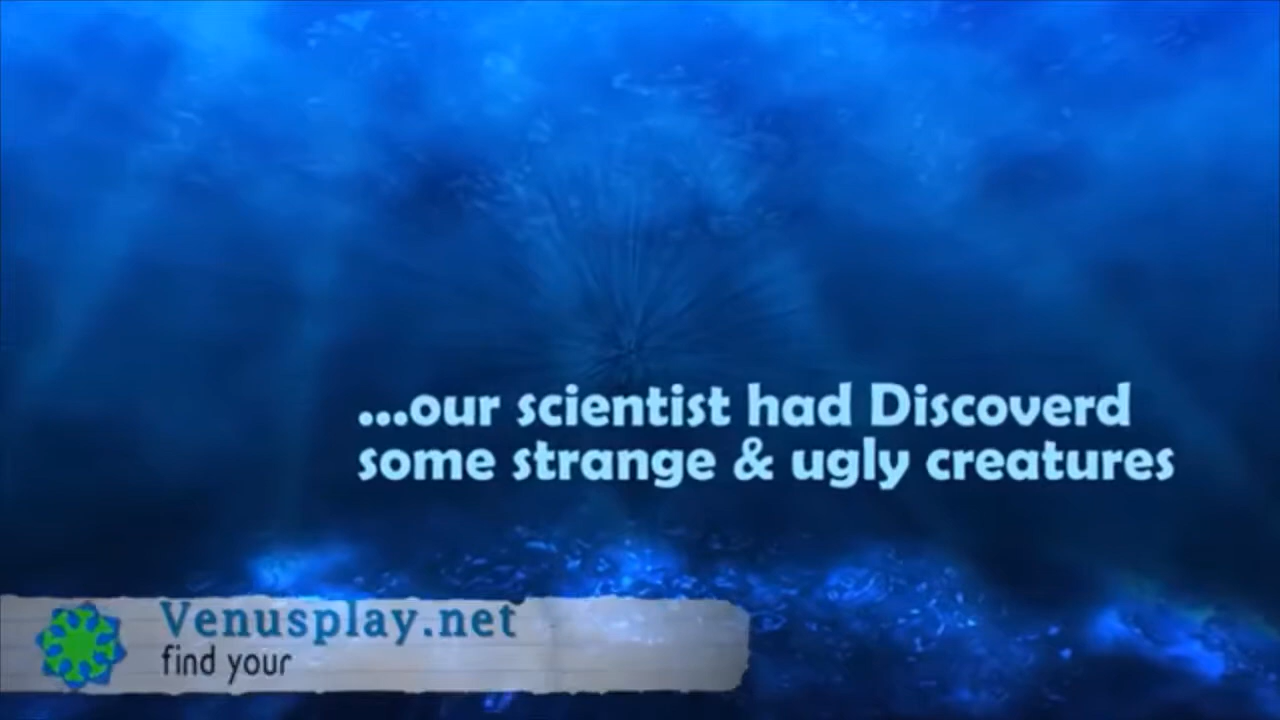 ...our scientist had Discoverd
some strange & ugly creatures
Venusplay.net
find your